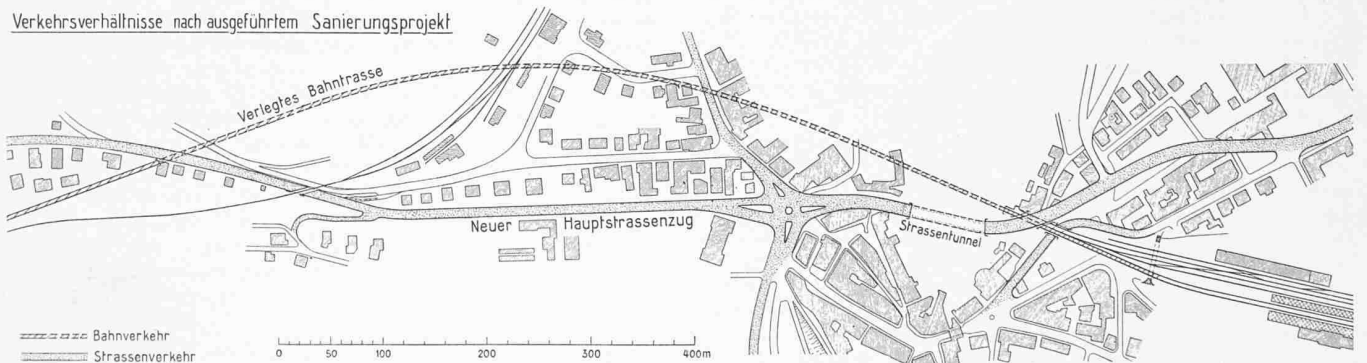 Verkehrsverhältnisse nach ausgeführtem Sanierungsprojekt
Verlegtes Bahntrasse
Neuer Hauptstrassenzug
Strassentunnel
Bahnverkehr
Strassenverkehr
0 50 100 200 300 400m